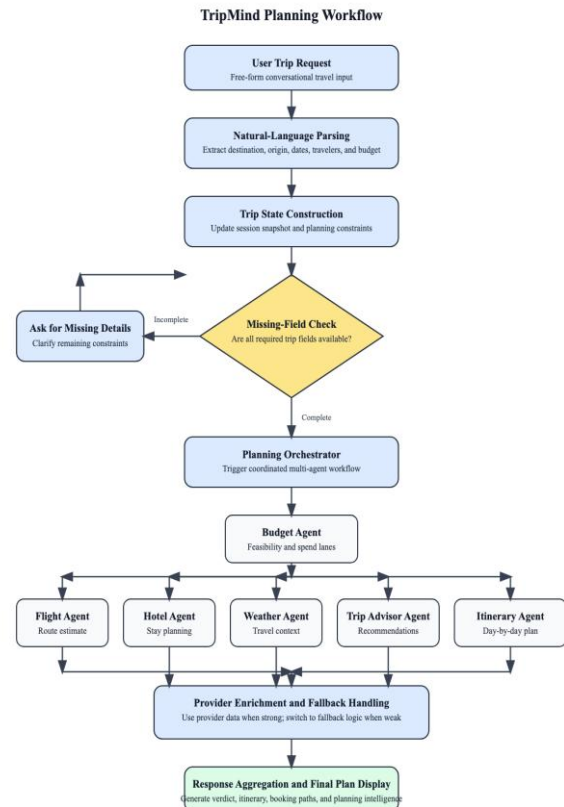 TripMind Planning Workflow
User Trip Request
Free-form conversational travel input
Natural-Language Parsing
Extract destination, origin, dates, travelers, and budget
Trip State Construction
Update session snapshot and planning constraints
Ask for Missing Details
Clarify remaining constraints
Incomplete
Missing-Field Check
Are all required trip fields available?
Complete
Planning Orchestrator
Trigger coordinated multi-agent workflow
Budget Agent
Feasibility and spend lanes
Flight Agent
Route estimate
Hotel Agent
Stay planning
Weather Agent
Travel context
Trip Advisor Agent
Recommendations
Itinerary Agent
Day-by-day plan
Provider Enrichment and Fallback Handling
Use provider data when strong; switch to fallback logic when weak
Response Aggregation and Final Plan Display
Generate verdict, itinerary, booking paths, and planning intelligence